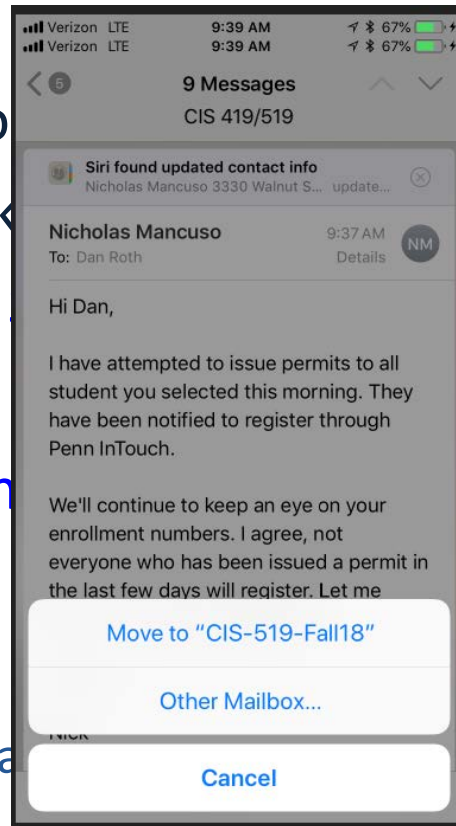 Verizon LTE 9:39 AM 67%
Verizon LTE 9:39 AM 67%
5 9 Messages
CIS 419/519
Siri found updated contact info
Nicholas Mancuso 3330 Walnut S... update...
Nicholas Mancuso 9:37 AM NM
To: Dan Roth Details
Hi Dan,
I have attempted to issue permits to all
student you selected this morning. They
have been notified to register through
Penn InTouch.
We'll continue to keep an eye on your
enrollment numbers. I agree, not
everyone who has been issued a permit in
the last few days will register. Let me
Move to “CIS-519-Fall18”
Other Mailbox...
Nick
Cancel